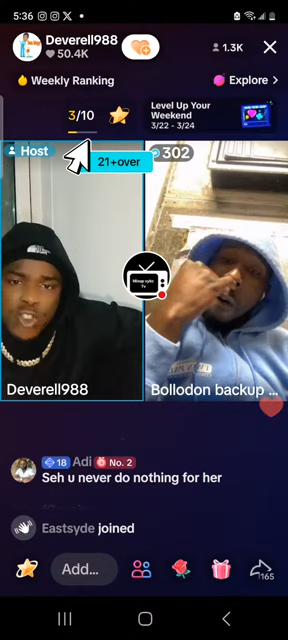 5:36
Deverell988
50.4K
1.3K
Weekly Ranking
Explore >
3/10
Level Up Your
Weekend
3/22 - 3/24
21+over
Host
302
Deverell988
Bollodon backup ...
18 Adi No. 2
Seh u never do nothing for her
Eastsyde joined
Add...
165